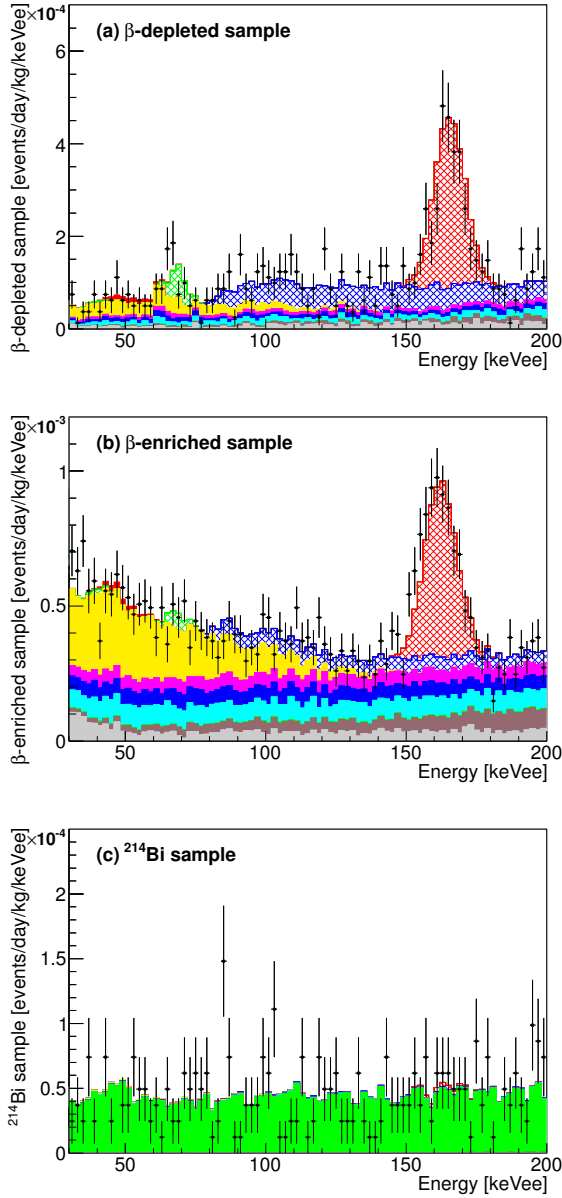 ×10⁻⁴
(a) β-depleted sample
β-depleted sample [events/day/kg/keVee]
6
4
2
0
50 100 150 200
Energy [keVee]
×10⁻³
(b) β-enriched sample
β-enriched sample [events/day/kg/keVee]
1
0.5
0
50 100 150 200
Energy [keVee]
×10⁻⁴
(c) ²¹⁴Bi sample
²¹⁴Bi sample [events/day/kg/keVee]
2
1.5
1
0.5
0
50 100 150 200
Energy [keVee]